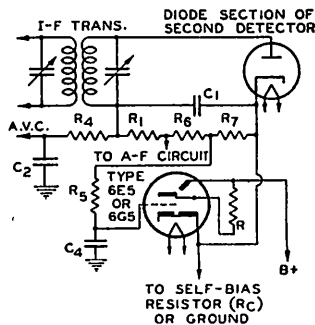 DIODE SECTION OF
SECOND DETECTOR
I-F TRANS.
C1
A.V.C.
R4
R1
R6
R7
C2
TO A-F CIRCUIT
R5
TYPE
6E5
OR
6G5
R
C4
B+
TO SELF-BIAS
RESISTOR (RC)
OR GROUND